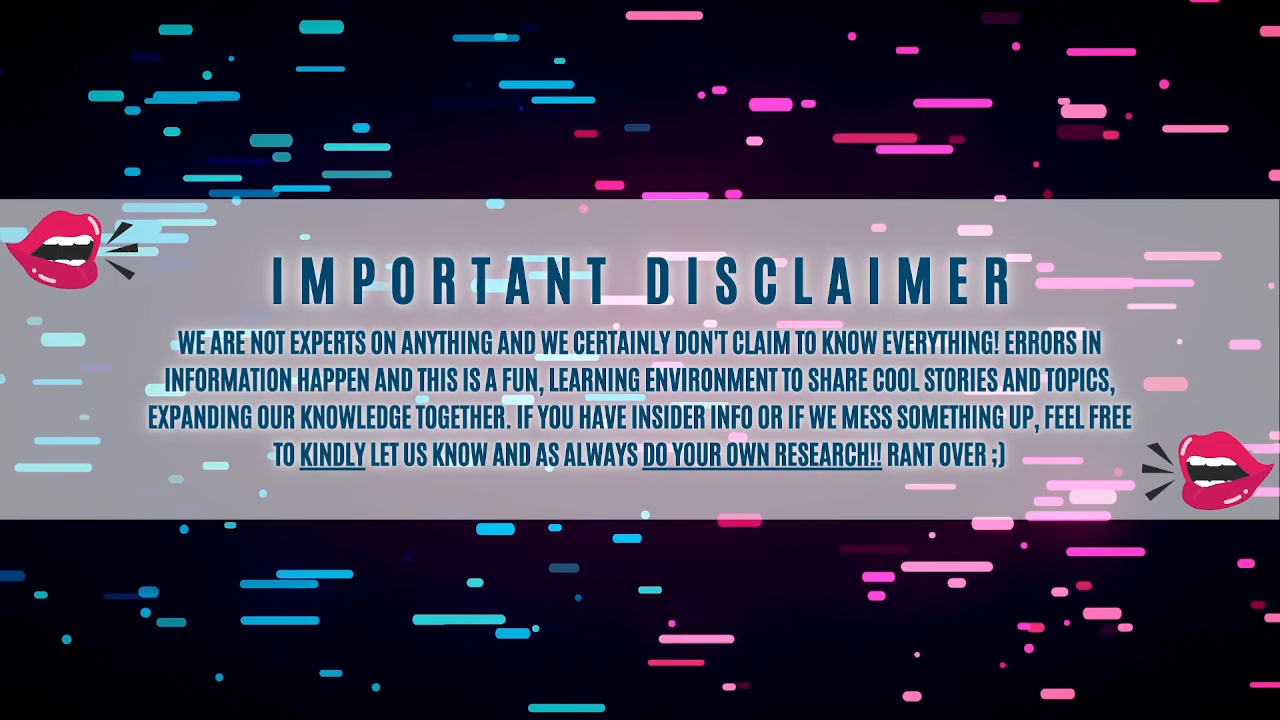 IMPORTANT DISCLAIMER
WE ARE NOT EXPERTS ON ANYTHING AND WE CERTAINLY DON'T CLAIM TO KNOW EVERYTHING! ERRORS IN
INFORMATION HAPPEN AND THIS IS A FUN, LEARNING ENVIRONMENT TO SHARE COOL STORIES AND TOPICS,
EXPANDING OUR KNOWLEDGE TOGETHER. IF YOU HAVE INSIDER INFO OR IF WE MESS SOMETHING UP, FEEL FREE
TO KINDLY LET US KNOW AND AS ALWAYS DO YOUR OWN RESEARCH!! RANT OVER ;)